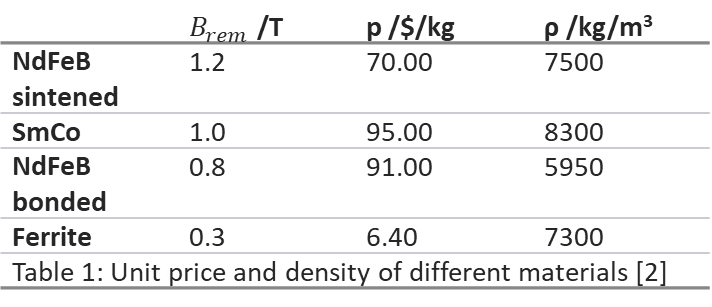 B_rem /T p /$/kg ρ /kg/m³
NdFeB 1.2 70.00 7500
sintened
SmCo 1.0 95.00 8300
NdFeB 0.8 91.00 5950
bonded
Ferrite 0.3 6.40 7300
Table 1: Unit price and density of different materials [2]